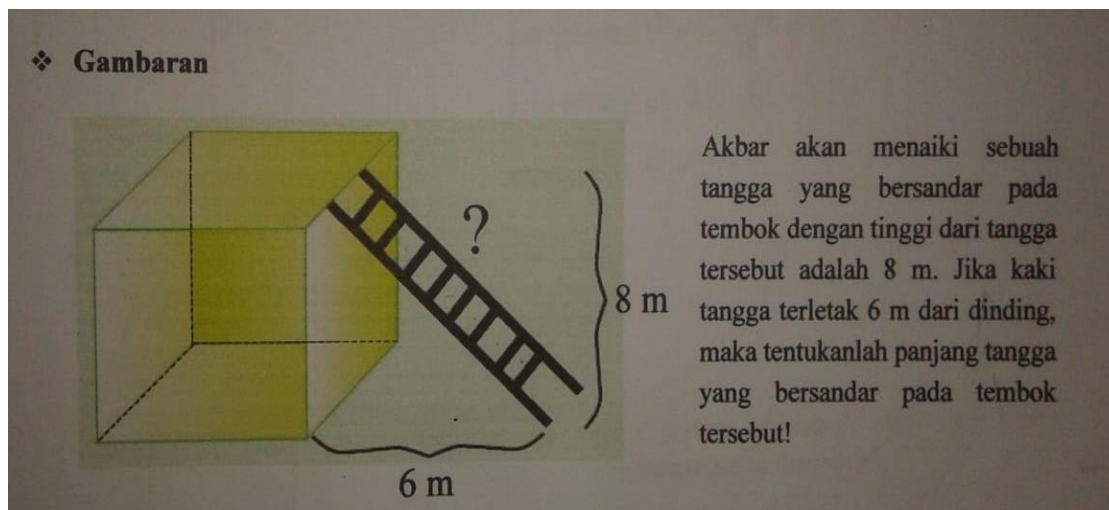 ❖ Gambaran
?
8 m
6 m
Akbar akan menaiki sebuah
tangga yang bersandar pada
tembok dengan tinggi dari tangga
tersebut adalah 8 m. Jika kaki
tangga terletak 6 m dari dinding,
maka tentukanlah panjang tangga
yang bersandar pada tembok
tersebut!